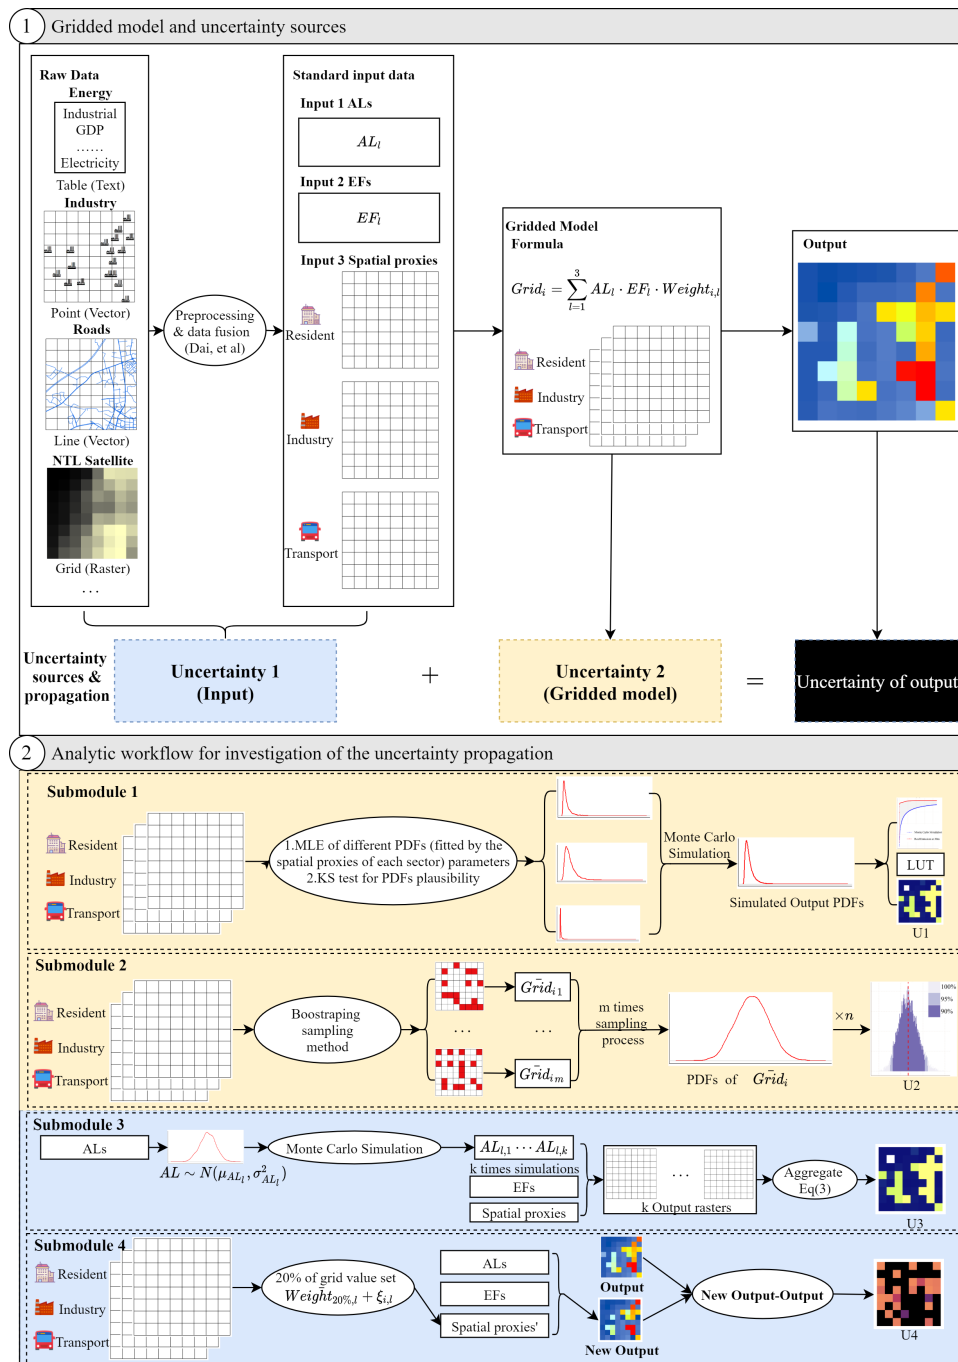 1 Gridded model and uncertainty sources
Raw Data
Energy
Industrial
GDP
......
Electricity
Table (Text)
Industry
Point (Vector)
Roads
Line (Vector)
NTL Satellite
Grid (Raster)
...
Preprocessing
& data fusion
(Dai, et al)
Standard input data
Input 1 ALs
AL_l
Input 2 EFs
EF_l
Input 3 Spatial proxies
Resident
Industry
Transport
Gridded Model
Formula
Grid_i = ∑_{l=1}^{3} AL_l · EF_l · Weight_{i,l}
Resident
Industry
Transport
Output
Uncertainty
sources &
propagation
Uncertainty 1
(Input)
+
Uncertainty 2
(Gridded model)
=
Uncertainty of output
2 Analytic workflow for investigation of the uncertainty propagation
Submodule 1
Resident
Industry
Transport
1.MLE of different PDFs (fitted by the
spatial proxies of each sector) parameters
2.KS test for PDFs plausibility
Monte Carlo
Simulation
Simulated Output PDFs
LUT
U1
Submodule 2
Resident
Industry
Transport
Boostraping
sampling
method
...
Gri̅d_{i1}
...
Gri̅d_{im}
m times
sampling
process
PDFs of Gri̅d_i
×n
100%
95%
90%
U2
Submodule 3
ALs
AL ∼ N(μ_{AL_l}, σ²_{AL_l})
Monte Carlo Simulation
AL_{l,1} ⋯ AL_{l,k}
k times simulations
EFs
Spatial proxies
...
k Output rasters
Aggregate
Eq(3)
U3
Submodule 4
Resident
Industry
Transport
20% of grid value set
Weight_{20%,l} + ξ_{i,l}
ALs
EFs
Spatial proxies'
Output
New Output
New Output-Output
U4